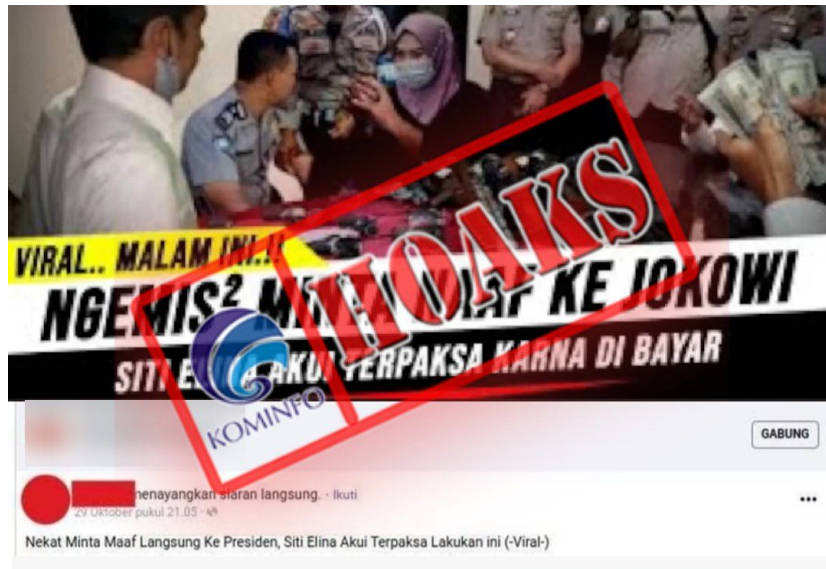 VIRAL.. MALAM INI.!!
NGEMIS² MINTA MAAF KE JOKOWI
HOAKS
SITI ELINA AKUI TERPAKSA KARNA DI BAYAR
KOMINFO
GABUNG
menayangkan siaran langsung. · Ikuti
29 Oktober pukul 21.05 ·
Nekat Minta Maaf Langsung Ke Presiden, Siti Elina Akui Terpaksa Lakukan ini (-Viral-)